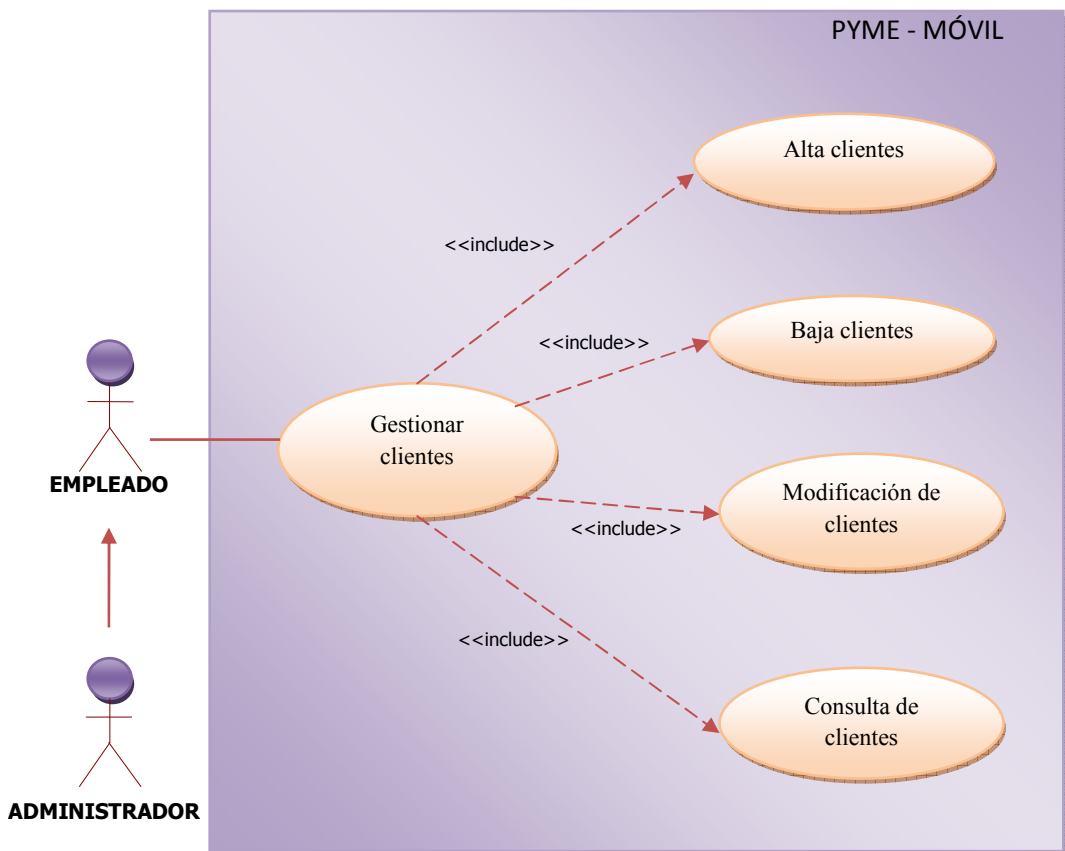 PYME - MÓVIL
Alta clientes
<<include>>
Baja clientes
<<include>>
Gestionar
clientes
EMPLEADO
Modificación de
clientes
<<include>>
<<include>>
Consulta de
clientes
ADMINISTRADOR